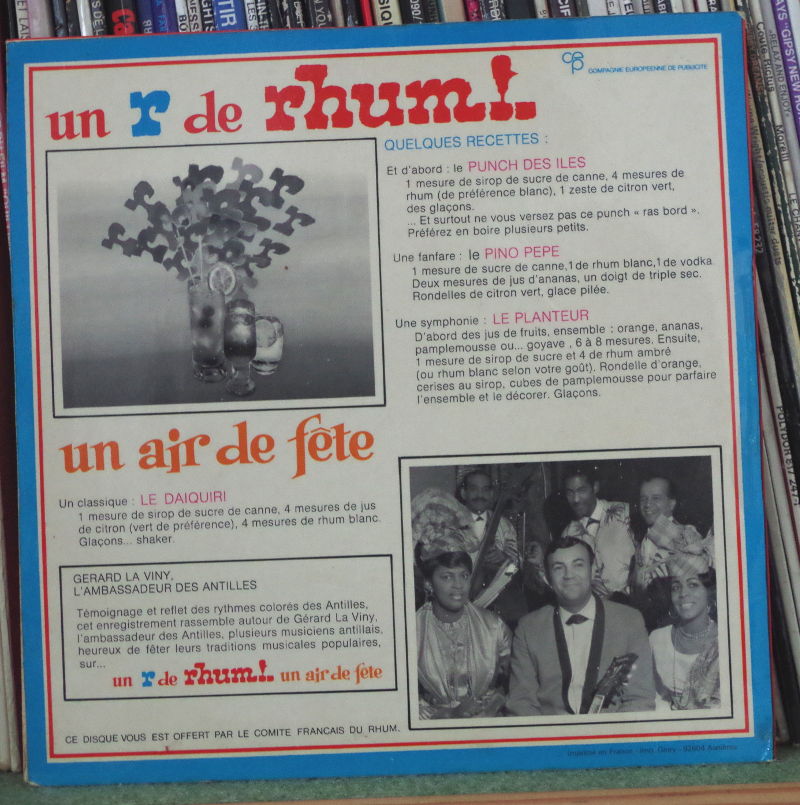 un r de rhum!
cep COMPAGNIE EUROPEENNE DE PUBLICITE
QUELQUES RECETTES :
Et d'abord : le PUNCH DES ILES
1 mesure de sirop de sucre de canne, 4 mesures de
rhum (de préférence blanc), 1 zeste de citron vert,
des glaçons.
... Et surtout ne vous versez pas ce punch « ras bord ».
Préférez en boire plusieurs petits.
Une fanfare : le PINO PEPE
1 mesure de sucre de canne, 1 de rhum blanc, 1 de vodka.
Deux mesures de jus d'ananas, un doigt de triple sec.
Rondelles de citron vert, glace pilée.
Une symphonie : LE PLANTEUR
D'abord des jus de fruits, ensemble : orange, ananas,
pamplemousse ou... goyave , 6 à 8 mesures. Ensuite,
1 mesure de sirop de sucre et 4 de rhum ambré
(ou rhum blanc selon votre goût). Rondelle d'orange,
cerises au sirop, cubes de pamplemousse pour parfaire
l'ensemble et le décorer. Glaçons.
un air de fête
Un classique : LE DAIQUIRI
1 mesure de sirop de sucre de canne, 4 mesures de jus
de citron (vert de préférence), 4 mesures de rhum blanc.
Glaçons... shaker.
GERARD LA VINY,
L'AMBASSADEUR DES ANTILLES
Témoignage et reflet des rythmes colorés des Antilles,
cet enregistrement rassemble autour de Gérard La Viny,
l'ambassadeur des Antilles, plusieurs musiciens antillais,
heureux de fêter leurs traditions musicales populaires,
sur...
un r de rhum! un air de fête
CE DISQUE VOUS EST OFFERT PAR LE COMITE FRANCAIS DU RHUM.
Imprimé en France - Imp. Glory - 92604 Asnières
GIPSY NEW